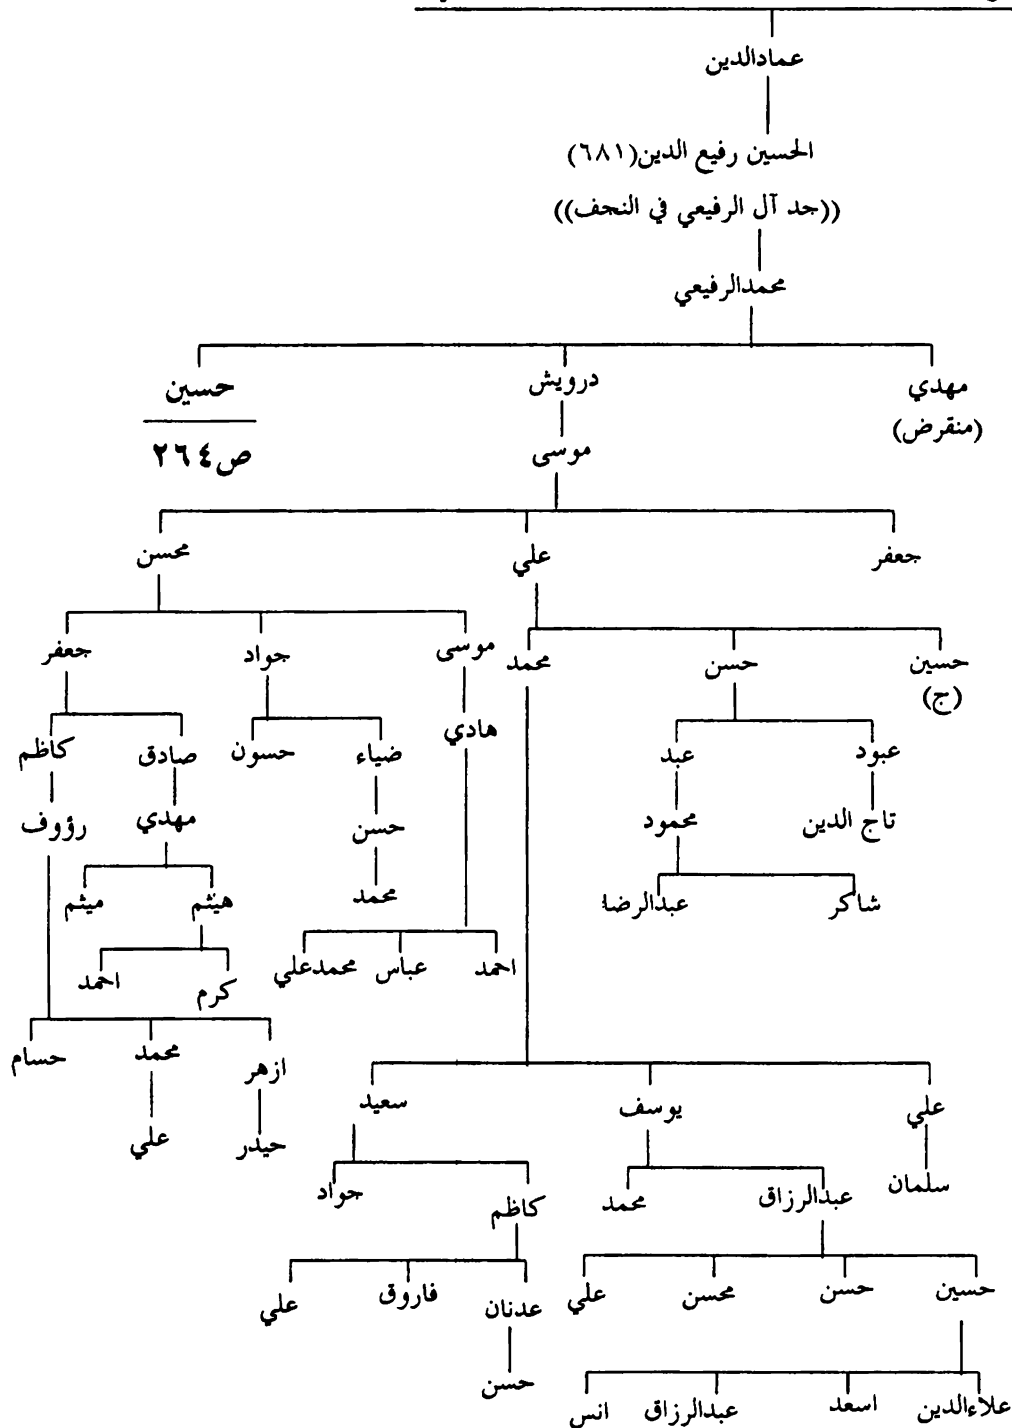 عمادالدين
الحسين رفيع الدين(٦٨١)
((جد آل الرفيعي في النجف))
محمدالرفيعي
مهدي درويش حسين
(منقرض) ص٢٦٤
موسى
جعفر علي محسن
حسين حسن محمد موسى جواد جعفر
(ج)
عبود عبد هادي ضياء حسون صادق كاظم
تاج الدين محمود حسن مهدي رؤوف
شاكر عبدالرضا محمد هيثم ميثم
احمد عباس محمدعلي كرم احمد
ازهر محمد حسام
علي يوسف سعيد حيدر علي
سلمان عبدالرزاق محمد كاظم جواد
حسين حسن محسن علي عدنان فاروق علي
حسن
علاءالدين اسعد عبدالرزاق انس